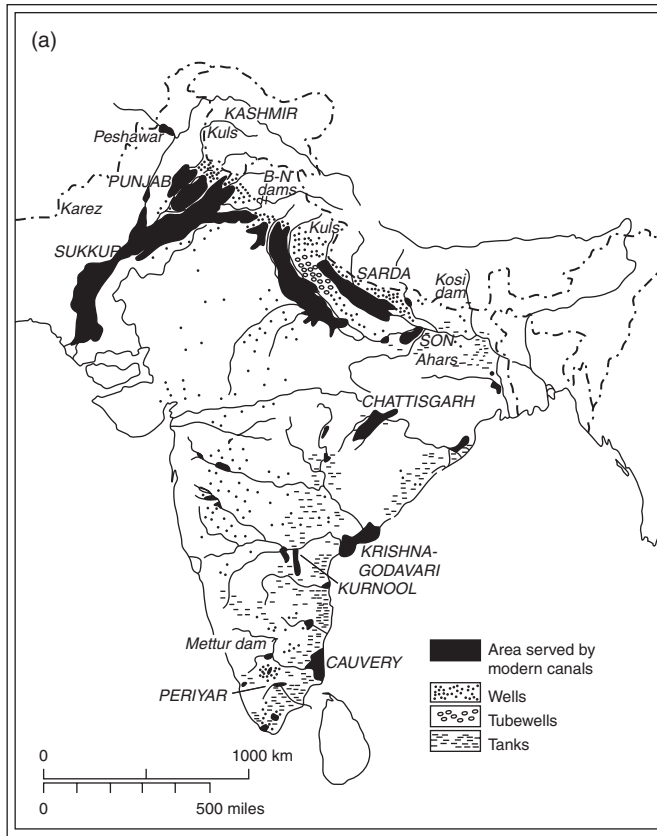 (a)
KASHMIR
Peshawar
Kuls
PUNJAB
B-N
dams
Karez
Kuls
SUKKUR
SARDA
Kosi
dam
SON
Ahars
CHATTISGARH
KRISHNA-
GODAVARI
KURNOOL
Mettur dam
CAUVERY
PERIYAR
Area served by
modern canals
Wells
Tubewells
Tanks
0 1000 km
0 500 miles